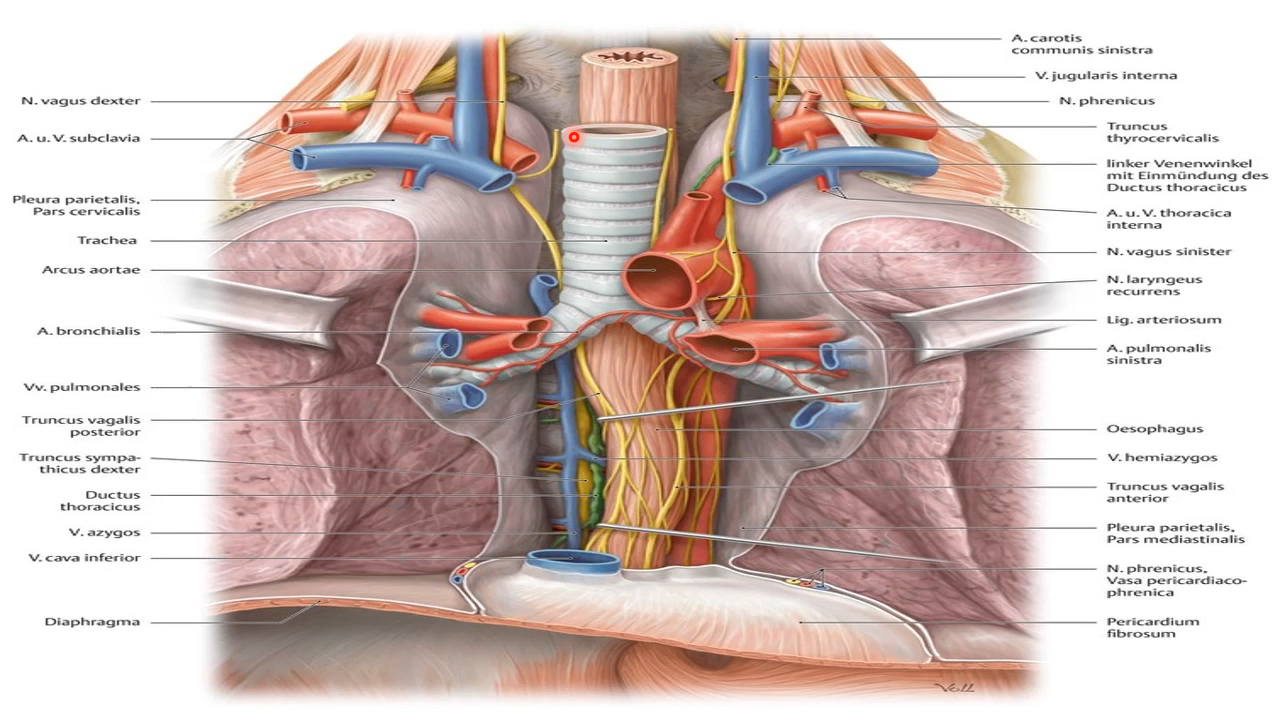 N. vagus dexter
A. u. V. subclavia
Pleura parietalis,
Pars cervicalis
Trachea
Arcus aortae
A. bronchialis
Vv. pulmonales
Truncus vagalis
posterior
Truncus sympa-
thicus dexter
Ductus
thoracicus
V. azygos
V. cava inferior
Diaphragma
A. carotis
communis sinistra
V. jugularis interna
N. phrenicus
Truncus
thyrocervicalis
linker Venenwinkel
mit Einmündung des
Ductus thoracicus
A. u. V. thoracica
interna
N. vagus sinister
N. laryngeus
recurrens
Lig. arteriosum
A. pulmonalis
sinistra
Oesophagus
V. hemiazygos
Truncus vagalis
anterior
Pleura parietalis,
Pars mediastinalis
N. phrenicus,
Vasa pericardiaco-
phrenica
Pericardium
fibrosum
Voll